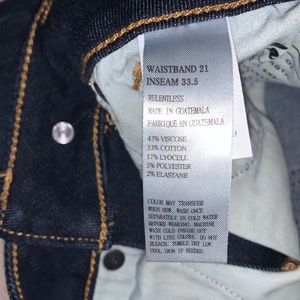 WAISTBAND 21
INSEAM 33.5
RELENTLESS
MADE IN GUATEMALA
FABRIQUÉ EN GUATEMALA
43% VISCOSE
33% COTTON
17% LYOCELL
5% POLYESTER
2% ELASTANE
COLOR MAY TRANSFER
WHEN NEW. WASH ONCE
SEPARATELY IN COLD WATER
BEFORE WEARING. MACHINE
WASH COLD INSIDE OUT
WITH LIKE COLORS. DO NOT
BLEACH. TUMBLE DRY LOW.
COOL IRON IF NEEDED.